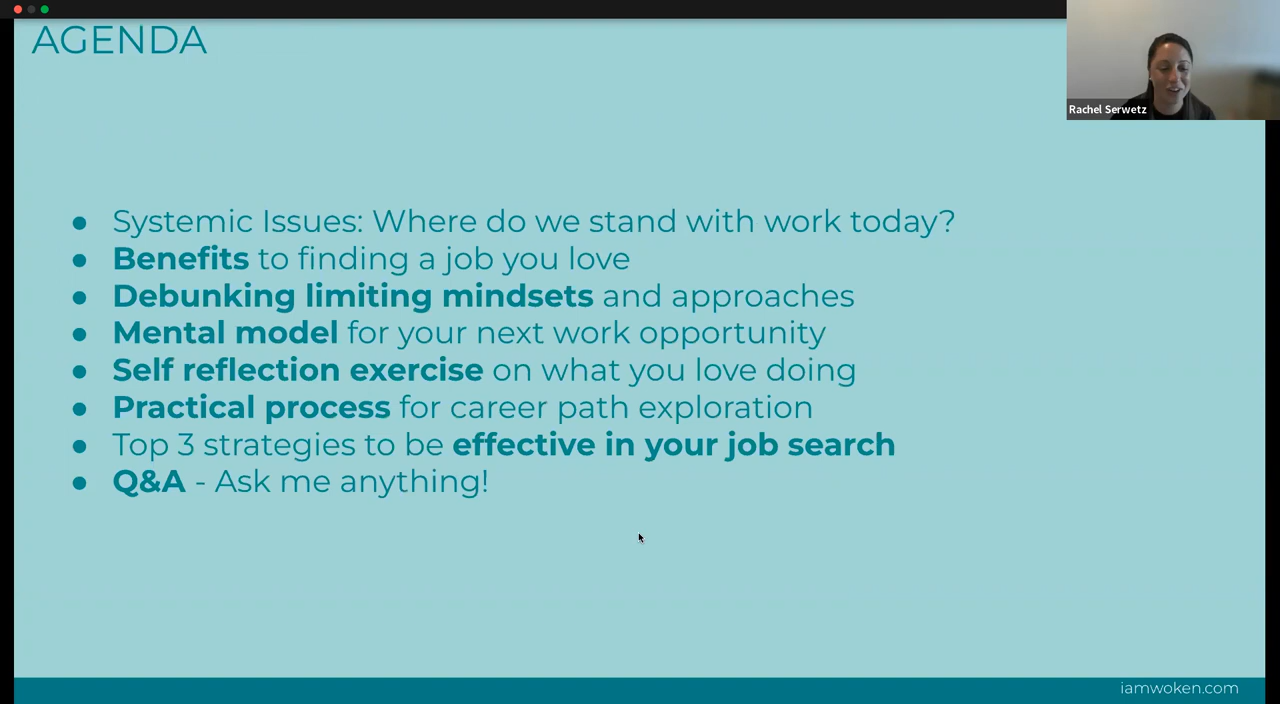 AGENDA
Rachel Serwetz
● Systemic Issues: Where do we stand with work today?
● Benefits to finding a job you love
● Debunking limiting mindsets and approaches
● Mental model for your next work opportunity
● Self reflection exercise on what you love doing
● Practical process for career path exploration
● Top 3 strategies to be effective in your job search
● Q&A - Ask me anything!
iamwoken.com